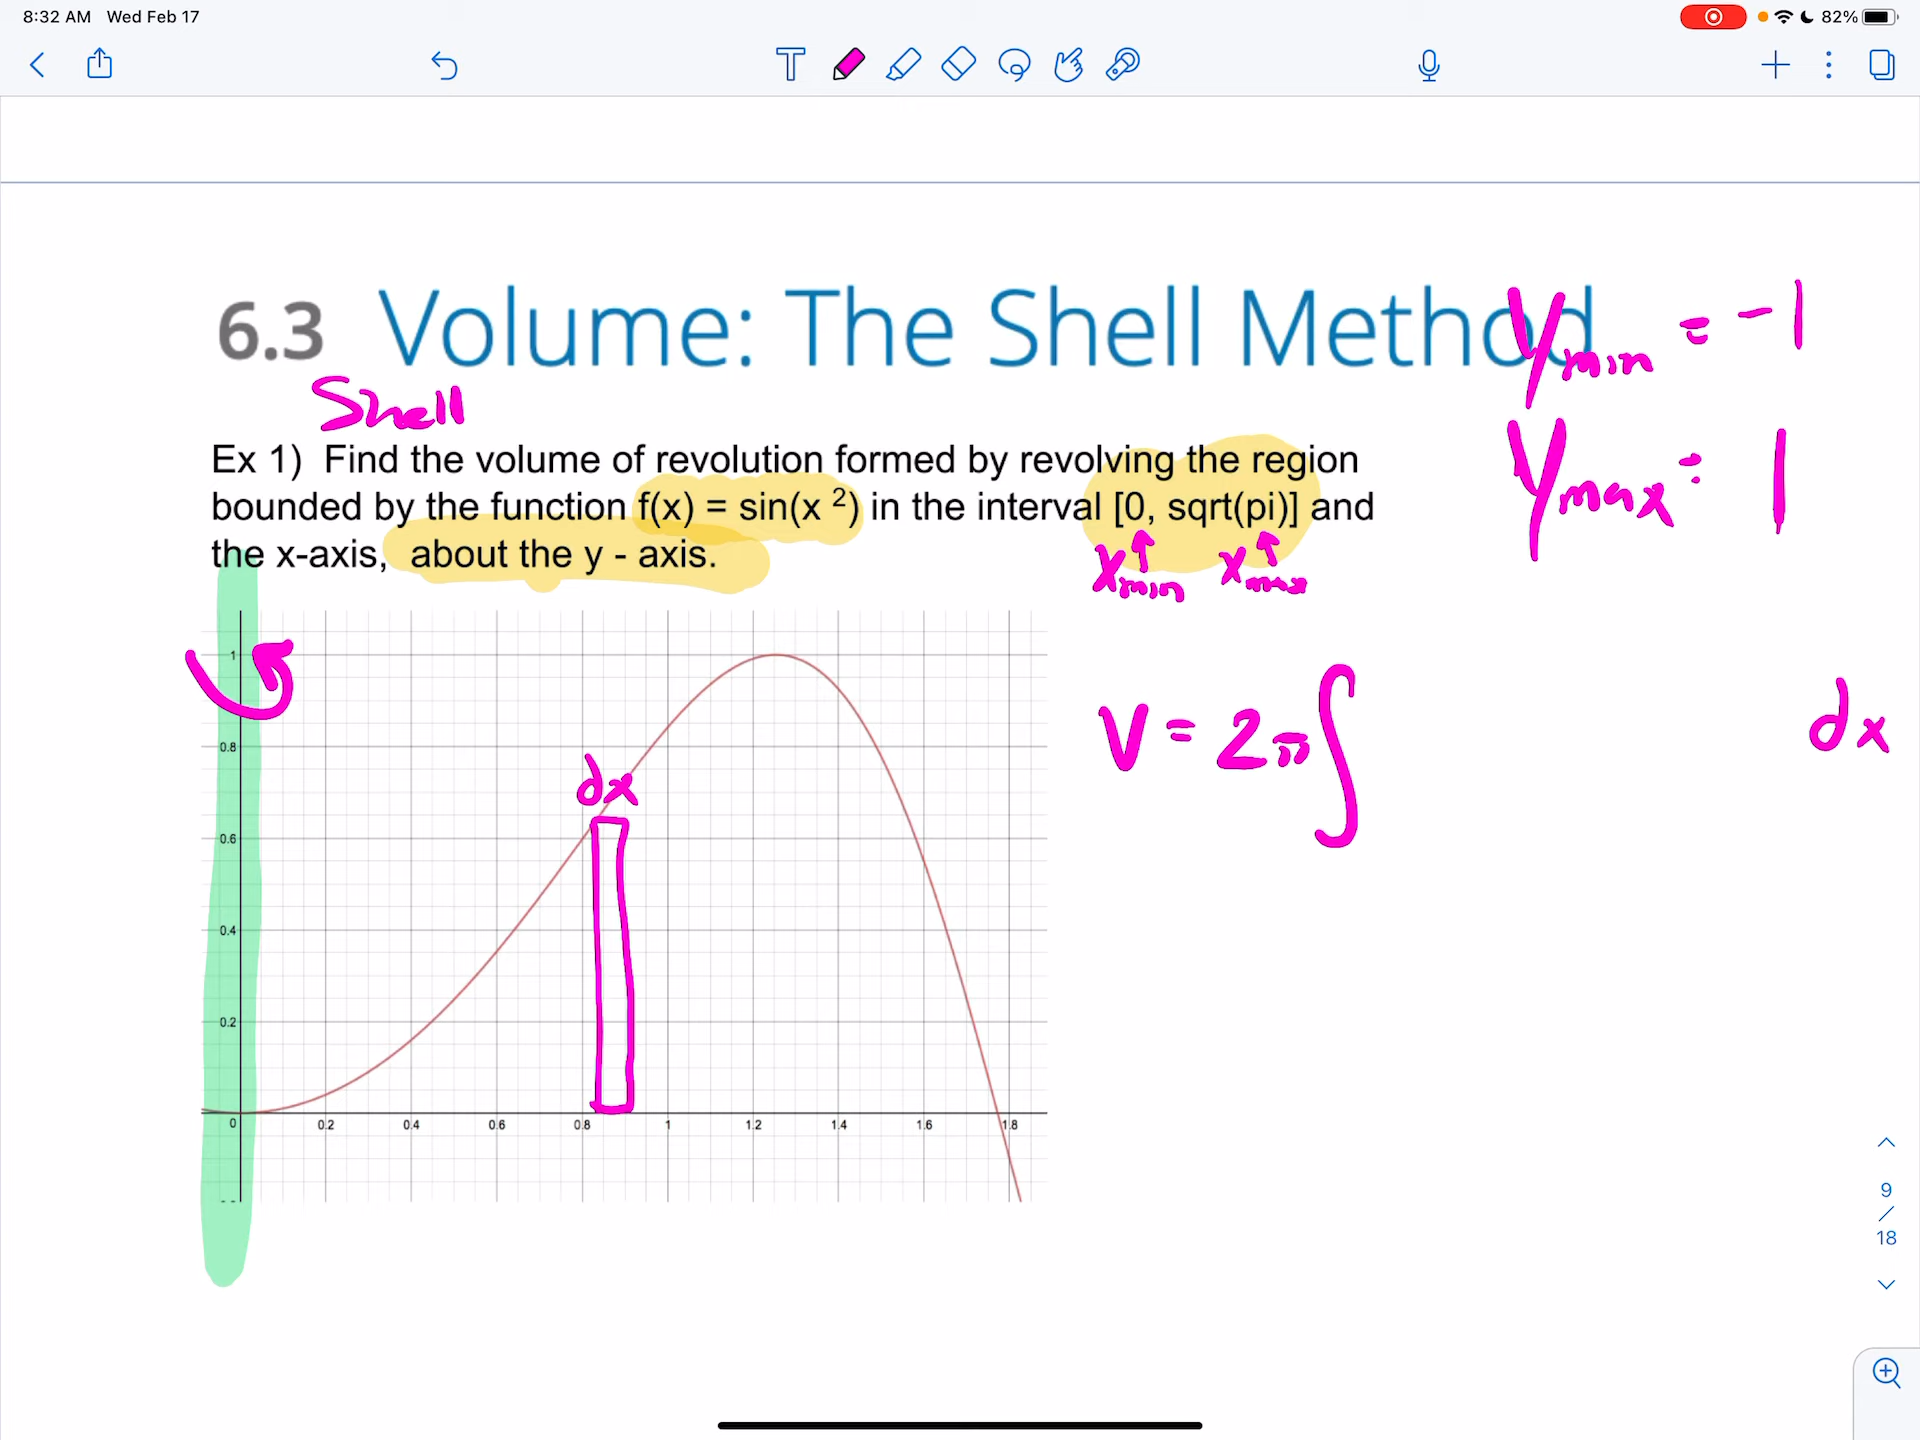 8:32 AM Wed Feb 17
82%
6.3 Volume: The Shell Method
Ymin = -1
Shell
Ymax = 1
Ex 1) Find the volume of revolution formed by revolving the region
bounded by the function f(x) = sin(x ²) in the interval [0, sqrt(pi)] and
the x-axis, about the y - axis.
xmin xmax
1
0.8
0.6
0.4
0.2
0 0.2 0.4 0.6 0.8 1 1.2 1.4 1.6 1.8
dx
V = 2π∫ dx
9
/
18